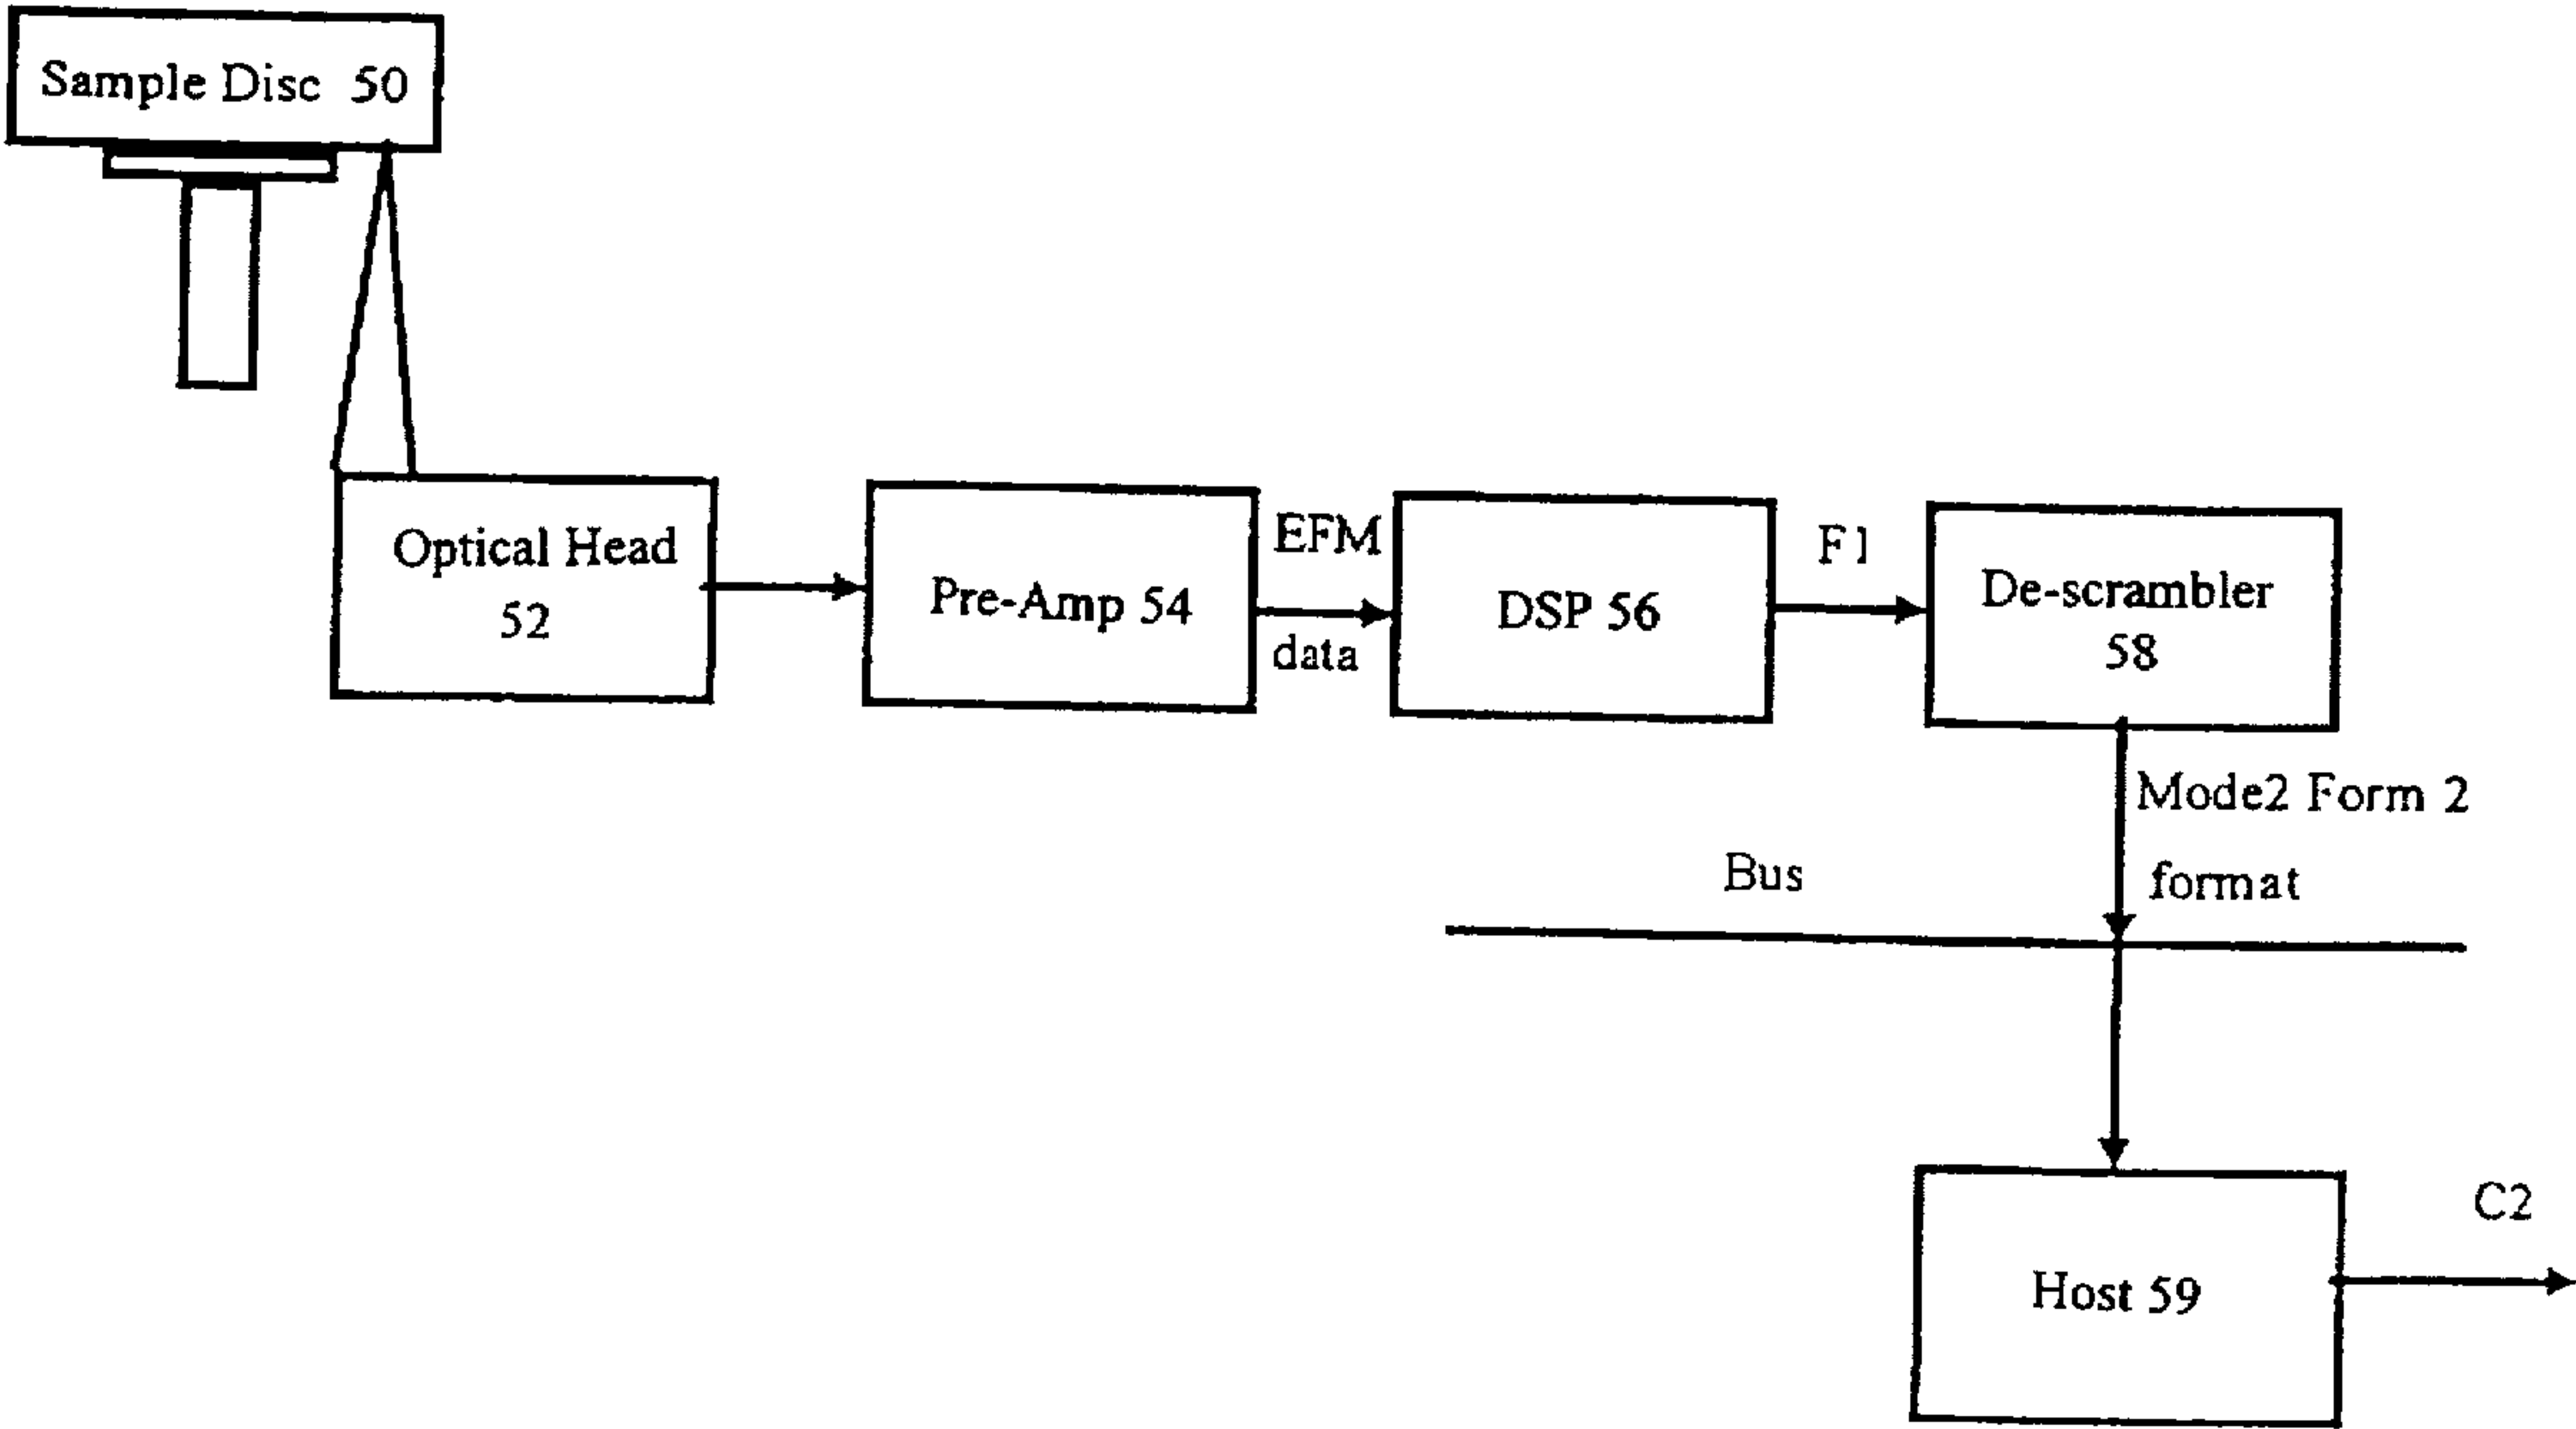 Sample Disc 50
Optical Head
52
Pre-Amp 54
EFM
data
DSP 56
F1
De-scrambler
58
Mode2 Form 2
format
Bus
Host 59
C2